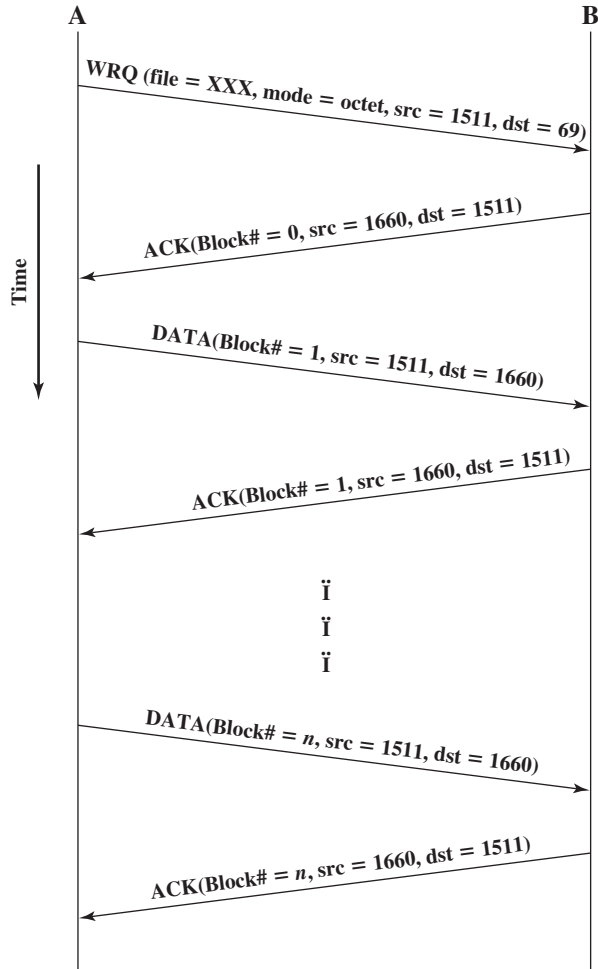 A
B
WRQ (file = XXX, mode = octet, src = 1511, dst = 69)
ACK(Block# = 0, src = 1660, dst = 1511)
Time
DATA(Block# = 1, src = 1511, dst = 1660)
ACK(Block# = 1, src = 1660, dst = 1511)
Ï
Ï
Ï
DATA(Block# = n, src = 1511, dst = 1660)
ACK(Block# = n, src = 1660, dst = 1511)